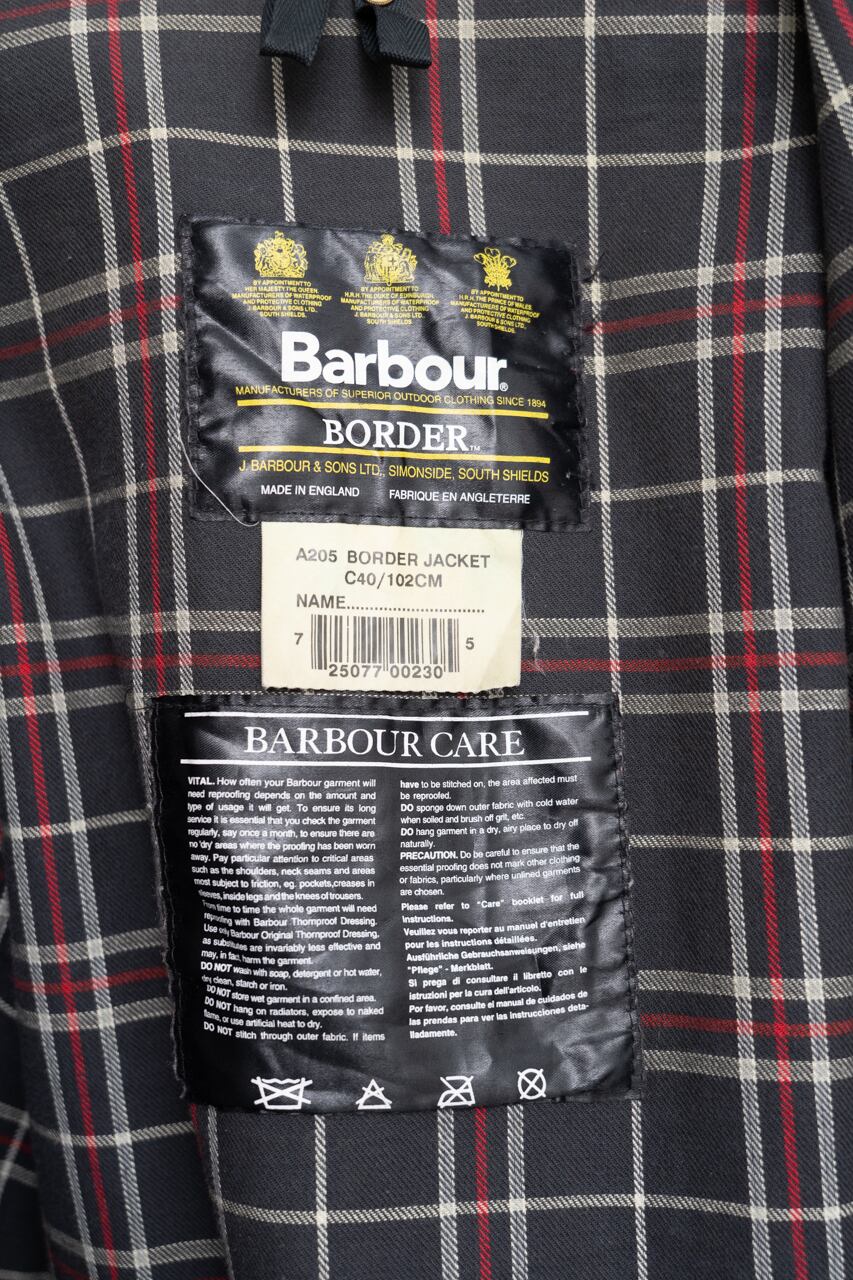 BY APPOINTMENT TO
HER MAJESTY THE QUEEN.
MANUFACTURERS OF WATERPROOF
AND PROTECTIVE CLOTHING
J. BARBOUR & SONS LTD.,
SOUTH SHIELDS.
BY APPOINTMENT TO
H.R.H. THE DUKE OF EDINBURGH.
MANUFACTURERS OF WATERPROOF
AND PROTECTIVE CLOTHING
J. BARBOUR & SONS LTD.,
SOUTH SHIELDS.
BY APPOINTMENT TO
H.R.H. THE PRINCE OF WALES
MANUFACTURERS OF WATERPROOF
AND PROTECTIVE CLOTHING
J. BARBOUR & SONS LTD.,
SOUTH SHIELDS.
Barbour®
MANUFACTURERS OF SUPERIOR OUTDOOR CLOTHING SINCE 1894
BORDER™
J. BARBOUR & SONS LTD., SIMONSIDE, SOUTH SHIELDS
MADE IN ENGLAND FABRIQUE EN ANGLETERRE
A205 BORDER JACKET
C40/102CM
NAME..............................
7 25077 00230 5
BARBOUR CARE
VITAL. How often your Barbour garment will
need reproofing depends on the amount and
type of usage it will get. To ensure its long
service it is essential that you check the garment
regularly, say once a month, to ensure there are
no 'dry' areas where the proofing has been worn
away. Pay particular attention to critical areas
such as the shoulders, neck seams and areas
most subject to friction, eg. pockets,creases in
sleeves, inside legs and the knees of trousers.
From time to time the whole garment will need
reproofing with Barbour Thornproof Dressing.
Use only Barbour Original Thornproof Dressing,
as substitutes are invariably less effective and
may, in fact, harm the garment.
DO NOT wash with soap, detergent or hot water,
dry clean, starch or iron.
DO NOT store wet garment in a confined area.
DO NOT hang on radiators, expose to naked
flame, or use artificial heat to dry.
DO NOT stitch through outer fabric. If items
have to be stitched on, the area affected must
be reproofed.
DO sponge down outer fabric with cold water
when soiled and brush off grit, etc.
DO hang garment in a dry, airy place to dry off
naturally.
PRECAUTION. Do be careful to ensure that the
essential proofing does not mark other clothing
or fabrics, particularly where unlined garments
are chosen.
Please refer to "Care" booklet for full
instructions.
Veuillez vous reporter au manuel d'entretien
pour les instructions détaillées.
Ausführliche Gebrauchsanweisungen, siehe
"Pflege" - Merkblatt.
Si prega di consultare il libretto con le
istruzioni per la cura dell'articolo.
Por favor, consulte el manual de cuidados de
las prendas para ver las instrucciones deta-
lladamente.